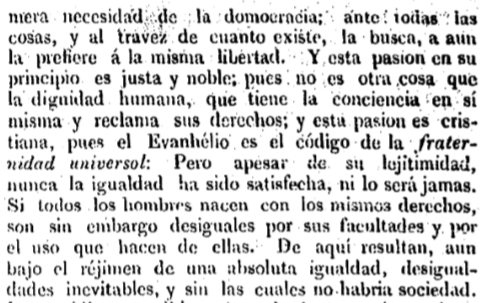 mera necesidad de la domocracia; ante todas las
cosas, y al travez de cuanto existe, la busca, a aun
la prefiere á la misma libertad. Y esta pasion en su
principio es justa y noble; pues no es otra cosa que
la dignidad humana, que tiene la conciencia en sí
misma y reclama sus derechos; y esta pasion es cris-
tiana, pues el Evanhélio es el código de la frater-
nidad universol: Pero apesar de su lejitimidad,
nunca la igualdad ha sido satisfecha, ni lo será jamas.
Si todos los hombres nacen con los mismos derechos,
son sin embargo desiguales por sus facultades y por
el uso que hacen de ellas. De aquí resultan, aun
bajo el réjimen de una absoluta igualdad, desigual-
dades inevitables, y sin las cuales no habria sociedad.